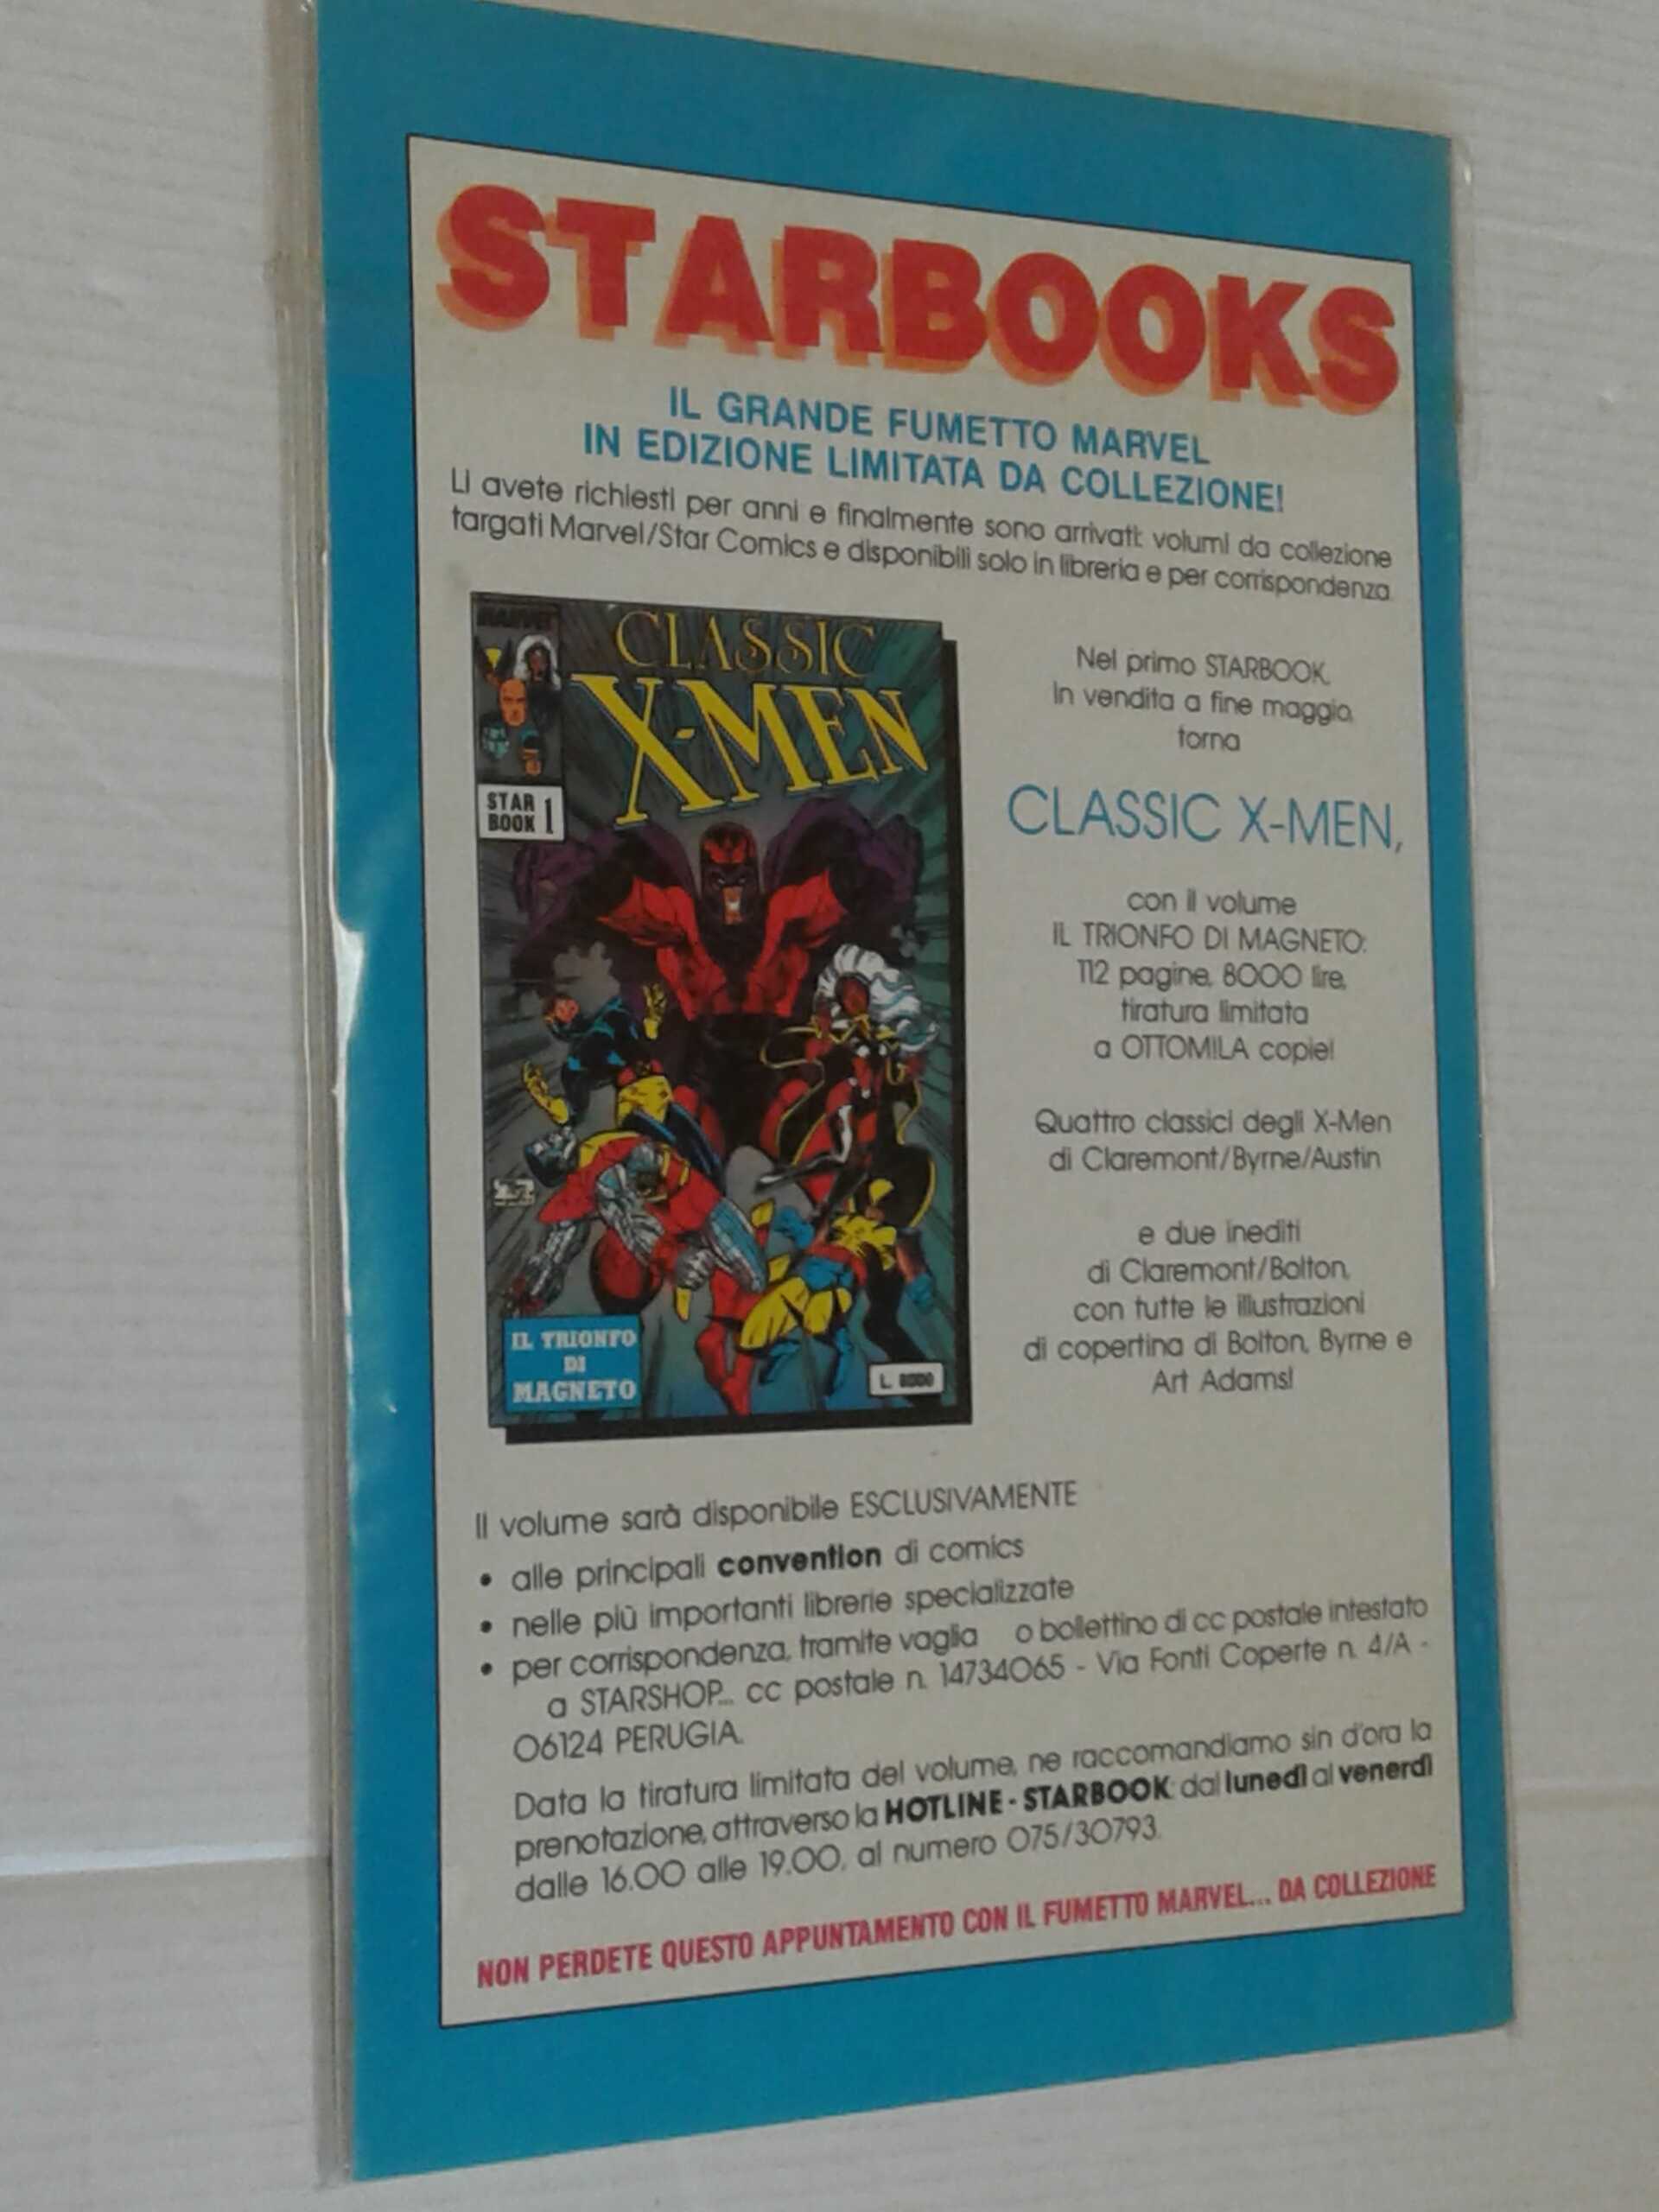 STARBOOKS
IL GRANDE FUMETTO MARVEL
IN EDIZIONE LIMITATA DA COLLEZIONE!
Li avete richiesti per anni e finalmente sono arrivati: volumi da collezione
targati Marvel/Star Comics e disponibili solo in libreria e per corrispondenza.
MARVEL
CLASSIC
X-MEN
STAR
BOOK 1
IL TRIONFO
DI
MAGNETO
L. 8000
Nel primo STARBOOK,
in vendita a fine maggio,
torna
CLASSIC X-MEN,
con il volume
IL TRIONFO DI MAGNETO:
112 pagine, 8000 lire,
tiratura limitata
a OTTOMILA copie!
Quattro classici degli X-Men
di Claremont/Byrne/Austin
e due inediti
di Claremont/Bolton,
con tutte le illustrazioni
di copertina di Bolton, Byrne e
Art Adams!
Il volume sarà disponibile ESCLUSIVAMENTE
• alle principali convention di comics
• nelle più importanti librerie specializzate
• per corrispondenza, tramite vaglia o bollettino di cc postale intestato
a STARSHOP... cc postale n. 14734065 - Via Fonti Coperte n. 4/A -
06124 PERUGIA.
Data la tiratura limitata del volume, ne raccomandiamo sin d'ora la
prenotazione, attraverso la HOTLINE - STARBOOK: dal lunedì al venerdì
dalle 16.00 alle 19.00, al numero 075/30793.
NON PERDETE QUESTO APPUNTAMENTO CON IL FUMETTO MARVEL... DA COLLEZIONE